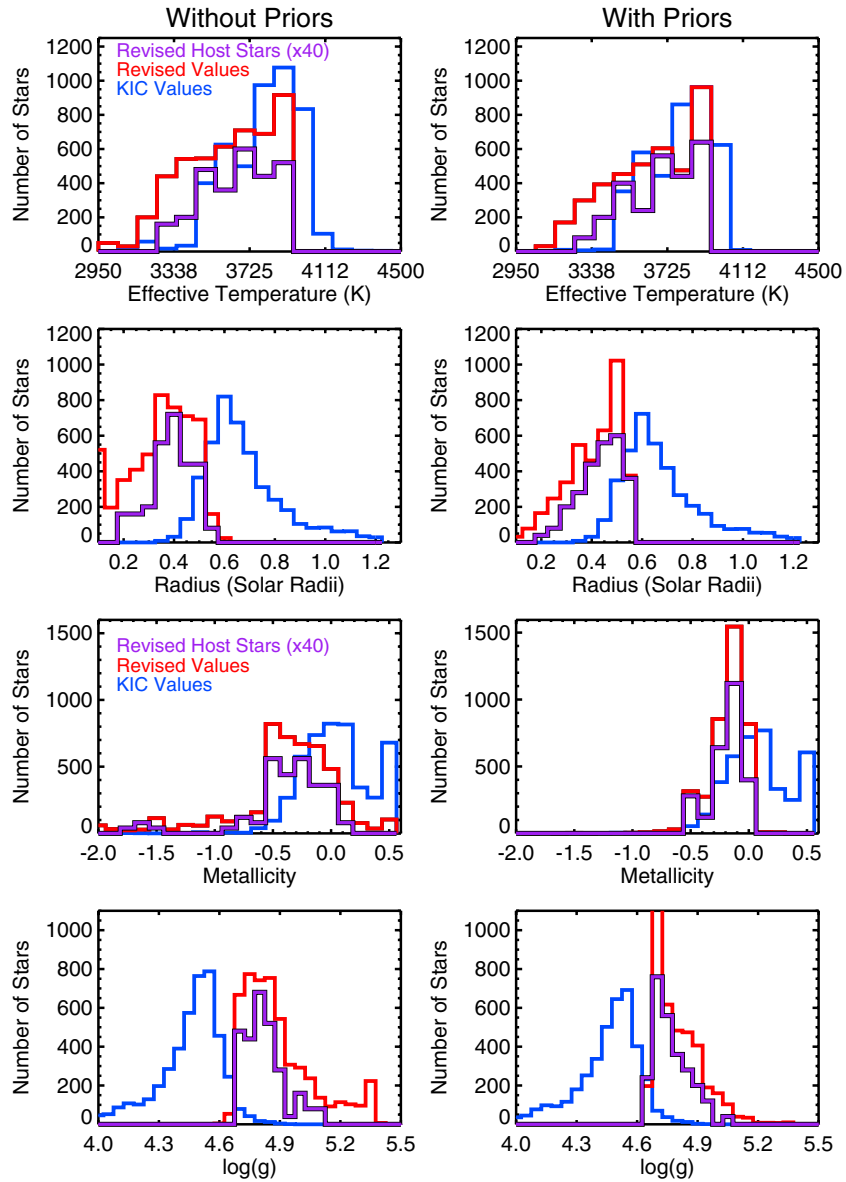 Without Priors
With Priors
1200
1000
800
600
400
200
0
Number of Stars
Revised Host Stars (x40)
Revised Values
KIC Values
2950 3338 3725 4112 4500
Effective Temperature (K)
1200
1000
800
600
400
200
0
Number of Stars
2950 3338 3725 4112 4500
Effective Temperature (K)
1200
1000
800
600
400
200
0
Number of Stars
0.2 0.4 0.6 0.8 1.0 1.2
Radius (Solar Radii)
1200
1000
800
600
400
200
0
Number of Stars
0.2 0.4 0.6 0.8 1.0 1.2
Radius (Solar Radii)
1500
1000
500
0
Number of Stars
Revised Host Stars (x40)
Revised Values
KIC Values
-2.0 -1.5 -1.0 -0.5 0.0 0.5
Metallicity
1500
1000
500
0
Number of Stars
-2.0 -1.5 -1.0 -0.5 0.0 0.5
Metallicity
1000
800
600
400
200
0
Number of Stars
4.0 4.3 4.6 4.9 5.2 5.5
log(g)
1000
800
600
400
200
0
Number of Stars
4.0 4.3 4.6 4.9 5.2 5.5
log(g)